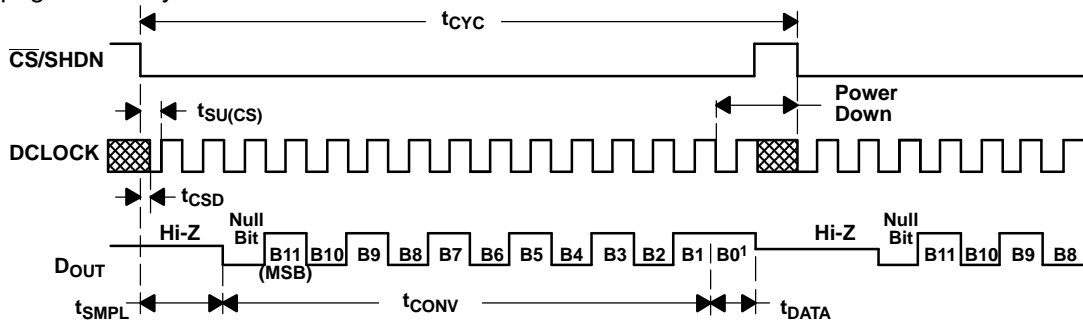 tCYC
CS/SHDN
Power
Down
tSU(CS)
DCLOCK
tCSD
Hi-Z
Null
Bit
B11
(MSB)
B10 B9 B8 B7 B6 B5 B4 B3 B2 B1 B0¹
Hi-Z
Null
Bit
B11 B10 B9 B8
DOUT
tSMPL
tCONV
tDATA